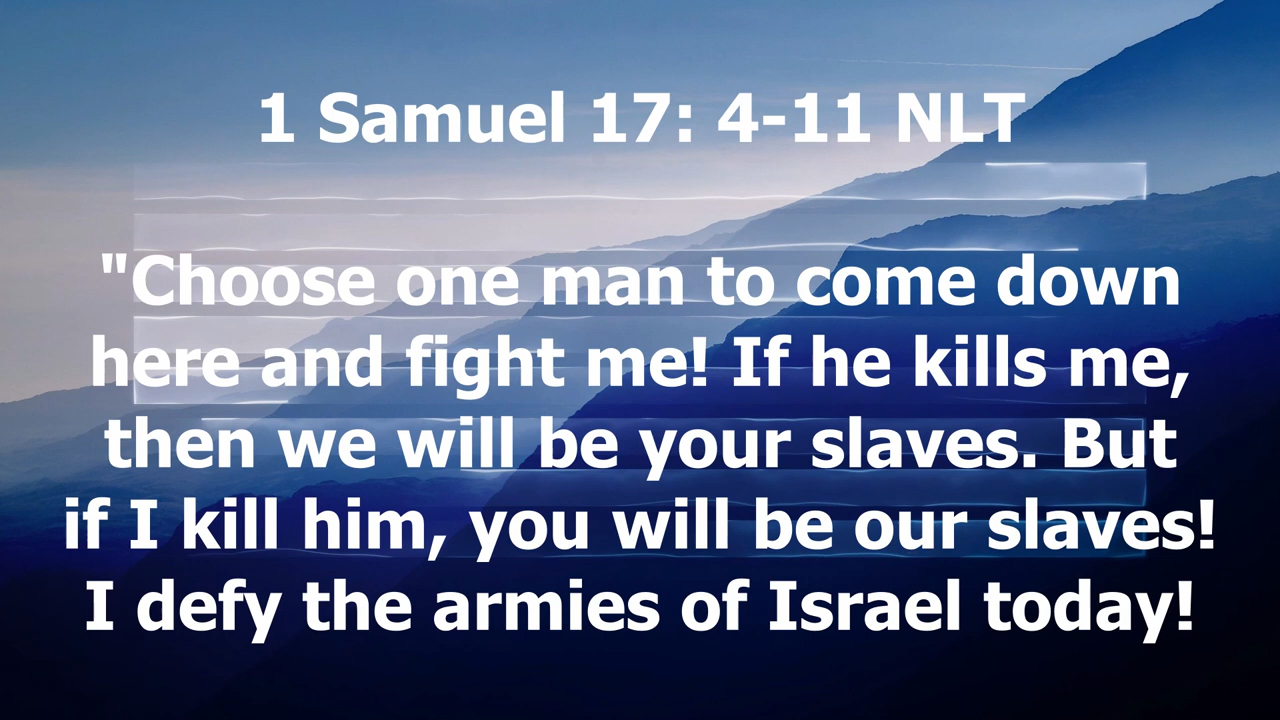 1 Samuel 17: 4-11 NLT
"Choose one man to come down
here and fight me! If he kills me,
then we will be your slaves. But
if I kill him, you will be our slaves!
I defy the armies of Israel today!